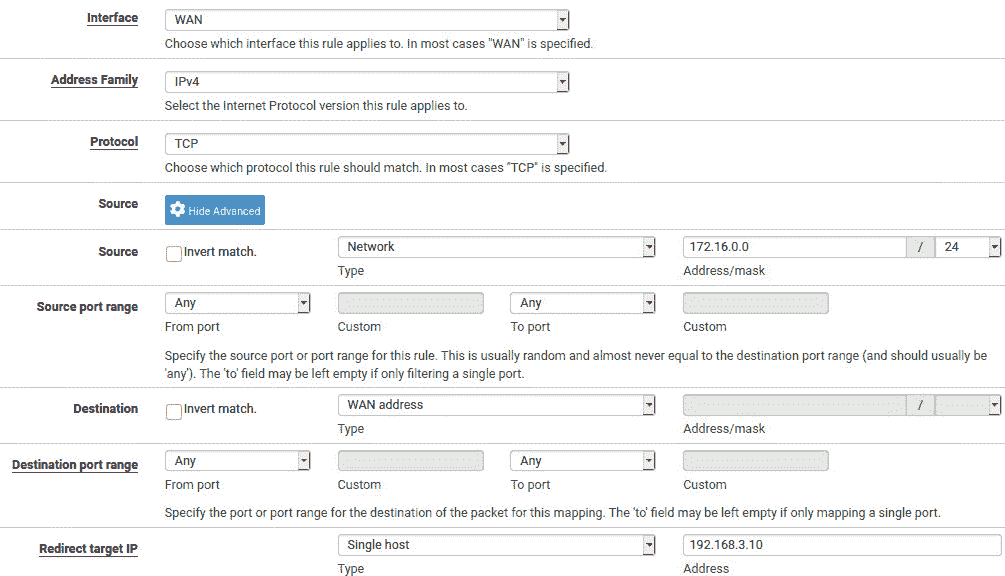 Interface WAN
Choose which interface this rule applies to. In most cases "WAN" is specified.
Address Family IPv4
Select the Internet Protocol version this rule applies to.
Protocol TCP
Choose which protocol this rule should match. In most cases "TCP" is specified.
Source Hide Advanced
Source Invert match. Network 172.16.0.0 / 24
Type Address/mask
Source port range Any Any
From port Custom To port Custom
Specify the source port or port range for this rule. This is usually random and almost never equal to the destination port range (and should usually be
'any'). The 'to' field may be left empty if only filtering a single port.
Destination Invert match. WAN address /
Type Address/mask
Destination port range Any Any
From port Custom To port Custom
Specify the port or port range for the destination of the packet for this mapping. The 'to' field may be left empty if only mapping a single port.
Redirect target IP Single host 192.168.3.10
Type Address